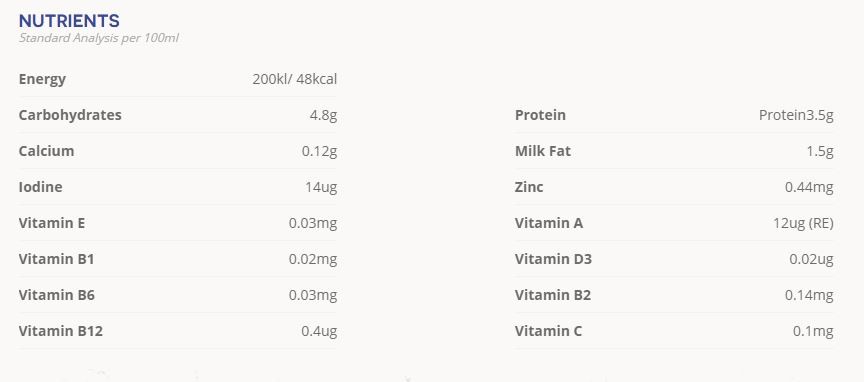 NUTRIENTS
Standard Analysis per 100ml
Energy 200kl/ 48kcal
Carbohydrates 4.8g Protein Protein3.5g
Calcium 0.12g Milk Fat 1.5g
Iodine 14ug Zinc 0.44mg
Vitamin E 0.03mg Vitamin A 12ug (RE)
Vitamin B1 0.02mg Vitamin D3 0.02ug
Vitamin B6 0.03mg Vitamin B2 0.14mg
Vitamin B12 0.4ug Vitamin C 0.1mg